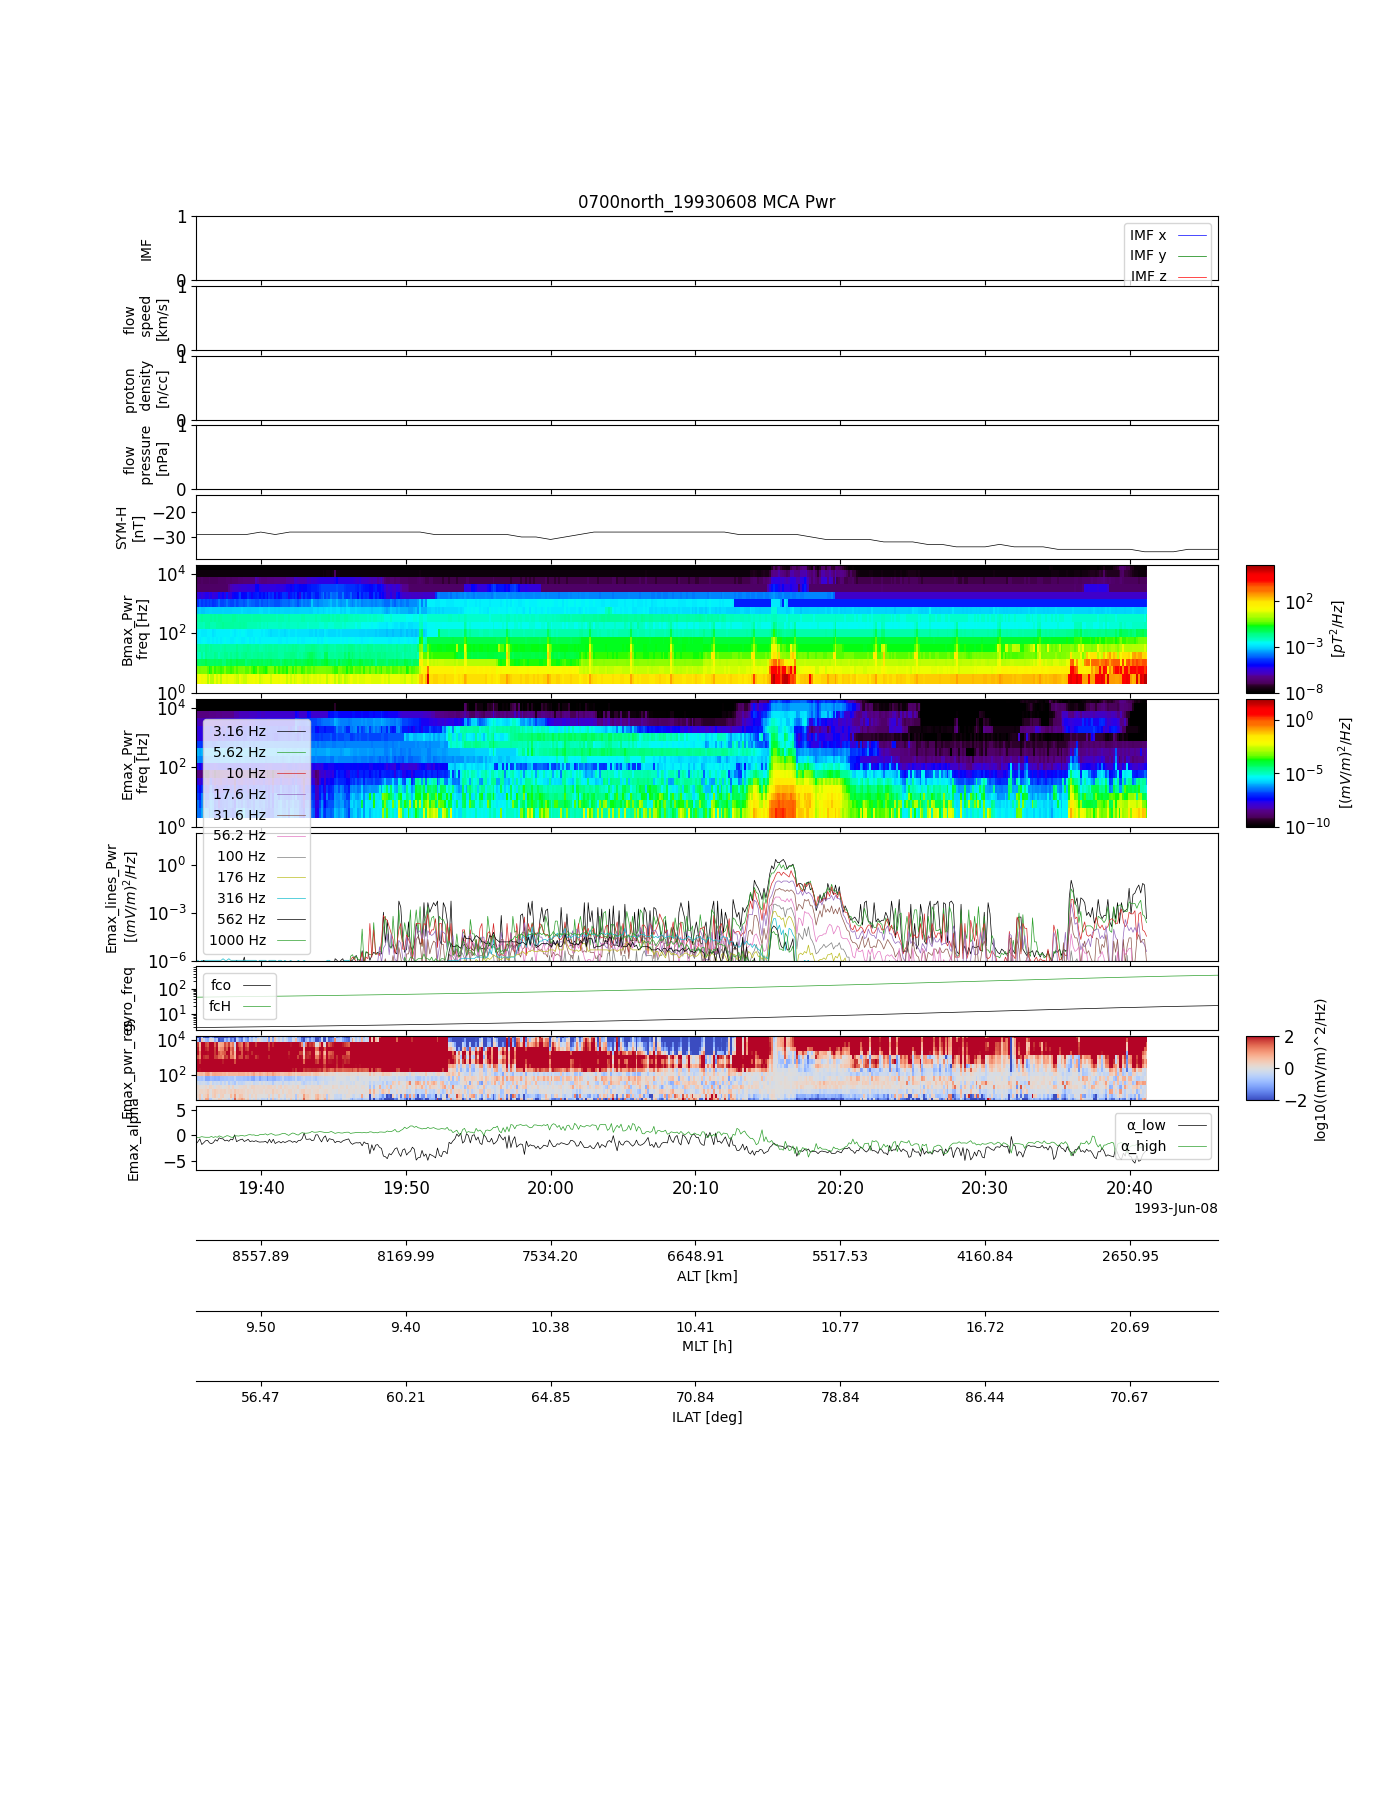 0700north_19930608 MCA Pwr
1
IMF
0
IMF x
IMF y
IMF z
1
flow
speed
[km/s]
0
1
proton
density
[n/cc]
0
1
flow
pressure
[nPa]
0
SYM-H
[nT]
−20
−30
Bmax_Pwr
freq [Hz]
10^4
10^2
10^0
10^2
10^−3
10^−8
[pT^2/Hz]
Emax_Pwr
freq [Hz]
10^4
10^2
10^0
10^0
10^−5
10^−10
[(mV/m)^2/Hz]
3.16 Hz
5.62 Hz
10 Hz
17.6 Hz
31.6 Hz
56.2 Hz
100 Hz
176 Hz
316 Hz
562 Hz
1000 Hz
Emax_lines_Pwr
[(mV/m)^2/Hz]
10^0
10^−3
10^−6
gyro_freq
10^2
10^1
fco
fcH
Emax_pwr_reg
10^4
10^2
2
0
−2
log10((mV/m)^2/Hz)
Emax_alpha
5
0
−5
α_low
α_high
19:40 19:50 20:00 20:10 20:20 20:30 20:40
1993-Jun-08
8557.89 8169.99 7534.20 6648.91 5517.53 4160.84 2650.95
ALT [km]
9.50 9.40 10.38 10.41 10.77 16.72 20.69
MLT [h]
56.47 60.21 64.85 70.84 78.84 86.44 70.67
ILAT [deg]